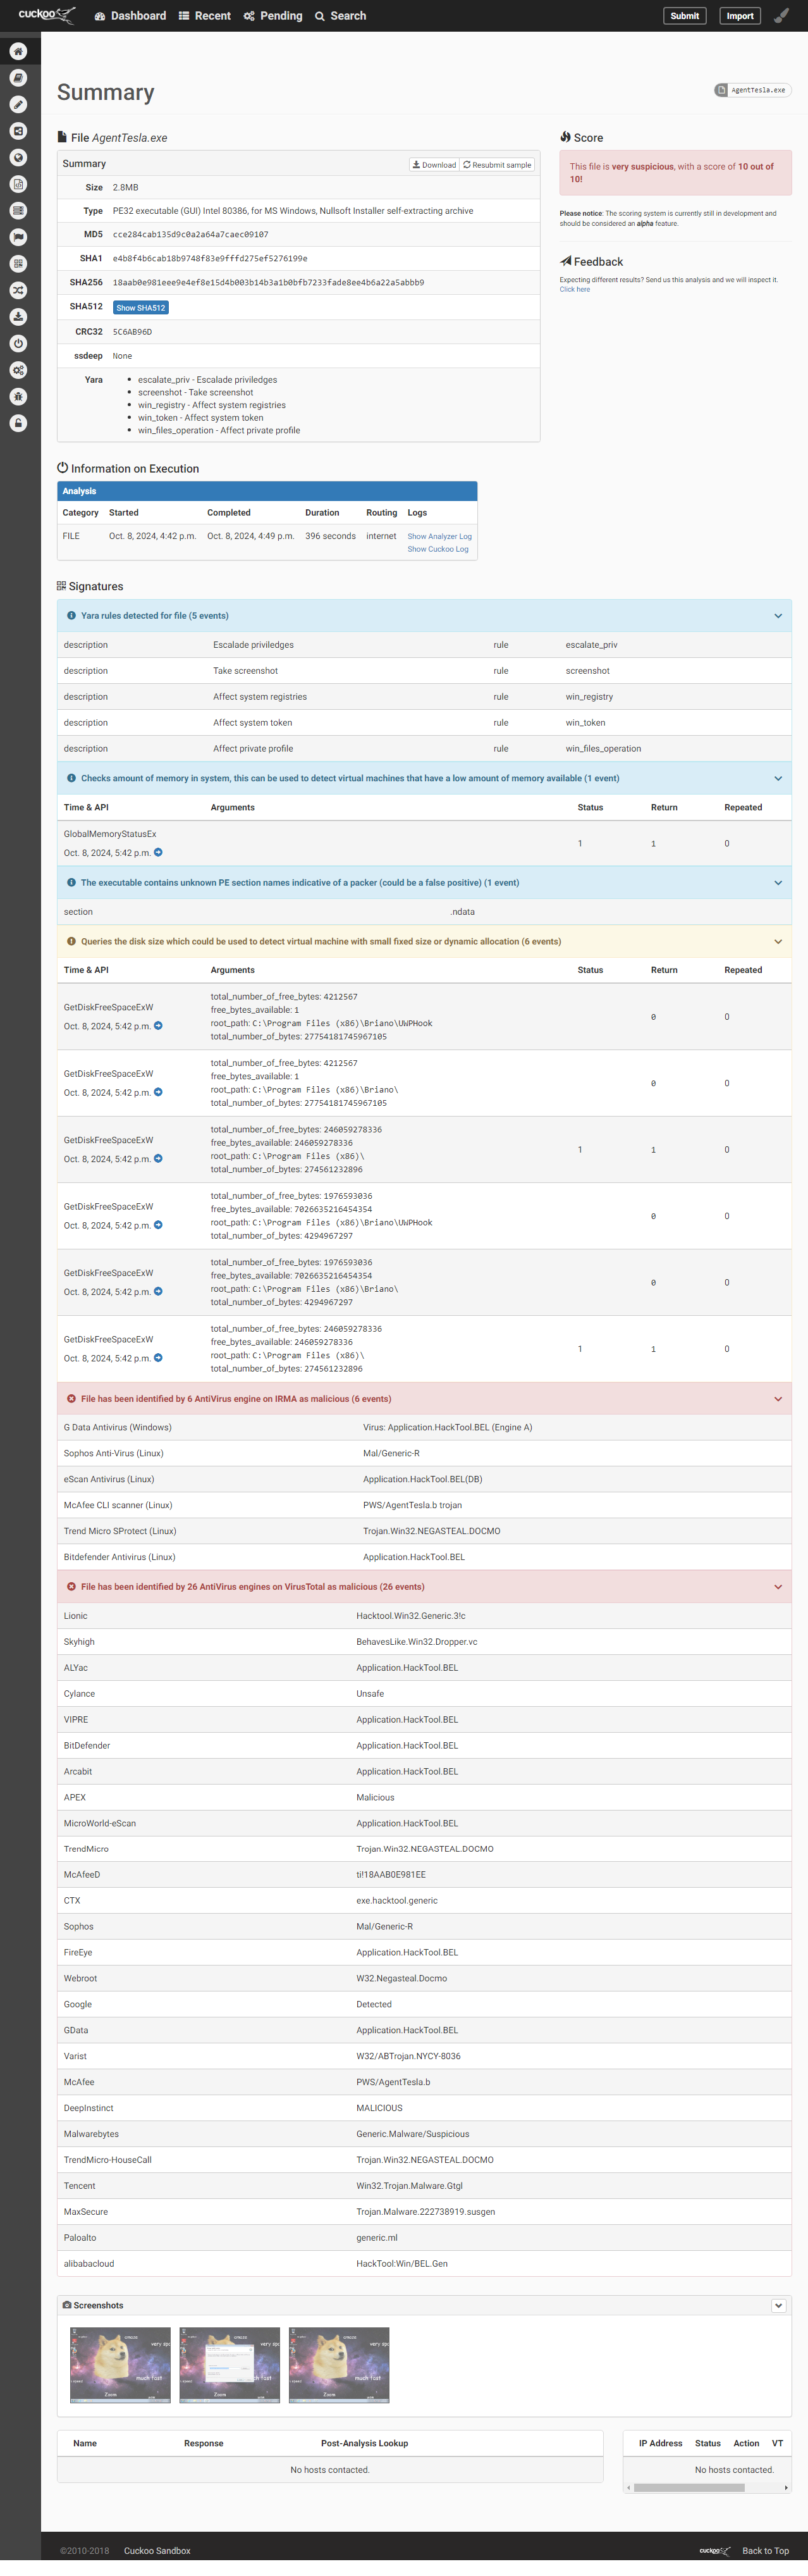 cuckoo Dashboard Recent Pending Search Submit Import
Summary
AgentTesla.exe
File AgentTesla.exe
Summary Download Resubmit sample
Size 2.8MB
Type PE32 executable (GUI) Intel 80386, for MS Windows, Nullsoft Installer self-extracting archive
MD5 cce284cab135d9c0a2a64a7caec09107
SHA1 e4b8f4b6cab18b9748f83e9fffd275ef5276199e
SHA256 18aab0e981eee9e4ef8e15d4b003b14b3a1b0bfb7233fade8ee4b6a22a5abbb9
SHA512 Show SHA512
CRC32 5C6AB96D
ssdeep None
Yara
escalate_priv - Escalade priviledges
screenshot - Take screenshot
win_registry - Affect system registries
win_token - Affect system token
win_files_operation - Affect private profile
Score
This file is very suspicious, with a score of 10 out of
10!
Please notice: The scoring system is currently still in development and
should be considered an alpha feature.
Feedback
Expecting different results? Send us this analysis and we will inspect it.
Click here
Information on Execution
Analysis
Category Started Completed Duration Routing Logs
FILE Oct. 8, 2024, 4:42 p.m. Oct. 8, 2024, 4:49 p.m. 396 seconds internet Show Analyzer Log
Show Cuckoo Log
Signatures
Yara rules detected for file (5 events)
description Escalade priviledges rule escalate_priv
description Take screenshot rule screenshot
description Affect system registries rule win_registry
description Affect system token rule win_token
description Affect private profile rule win_files_operation
Checks amount of memory in system, this can be used to detect virtual machines that have a low amount of memory available (1 event)
Time & API Arguments Status Return Repeated
GlobalMemoryStatusEx
Oct. 8, 2024, 5:42 p.m.
1 1 0
The executable contains unknown PE section names indicative of a packer (could be a false positive) (1 event)
section .ndata
Queries the disk size which could be used to detect virtual machine with small fixed size or dynamic allocation (6 events)
Time & API Arguments Status Return Repeated
GetDiskFreeSpaceExW
Oct. 8, 2024, 5:42 p.m.
total_number_of_free_bytes: 4212567
free_bytes_available: 1
root_path: C:\Program Files (x86)\Briano\UWPHook
total_number_of_bytes: 27754181745967105
0 0
GetDiskFreeSpaceExW
Oct. 8, 2024, 5:42 p.m.
total_number_of_free_bytes: 4212567
free_bytes_available: 1
root_path: C:\Program Files (x86)\Briano\
total_number_of_bytes: 27754181745967105
0 0
GetDiskFreeSpaceExW
Oct. 8, 2024, 5:42 p.m.
total_number_of_free_bytes: 246059278336
free_bytes_available: 246059278336
root_path: C:\Program Files (x86)\
total_number_of_bytes: 274561232896
1 1 0
GetDiskFreeSpaceExW
Oct. 8, 2024, 5:42 p.m.
total_number_of_free_bytes: 1976593036
free_bytes_available: 7026635216454354
root_path: C:\Program Files (x86)\Briano\UWPHook
total_number_of_bytes: 4294967297
0 0
GetDiskFreeSpaceExW
Oct. 8, 2024, 5:42 p.m.
total_number_of_free_bytes: 1976593036
free_bytes_available: 7026635216454354
root_path: C:\Program Files (x86)\Briano\
total_number_of_bytes: 4294967297
0 0
GetDiskFreeSpaceExW
Oct. 8, 2024, 5:42 p.m.
total_number_of_free_bytes: 246059278336
free_bytes_available: 246059278336
root_path: C:\Program Files (x86)\
total_number_of_bytes: 274561232896
1 1 0
File has been identified by 6 AntiVirus engine on IRMA as malicious (6 events)
G Data Antivirus (Windows) Virus: Application.HackTool.BEL (Engine A)
Sophos Anti-Virus (Linux) Mal/Generic-R
eScan Antivirus (Linux) Application.HackTool.BEL(DB)
McAfee CLI scanner (Linux) PWS/AgentTesla.b trojan
Trend Micro SProtect (Linux) Trojan.Win32.NEGASTEAL.DOCMO
Bitdefender Antivirus (Linux) Application.HackTool.BEL
File has been identified by 26 AntiVirus engines on VirusTotal as malicious (26 events)
Lionic Hacktool.Win32.Generic.3!c
Skyhigh BehavesLike.Win32.Dropper.vc
ALYac Application.HackTool.BEL
Cylance Unsafe
VIPRE Application.HackTool.BEL
BitDefender Application.HackTool.BEL
Arcabit Application.HackTool.BEL
APEX Malicious
MicroWorld-eScan Application.HackTool.BEL
TrendMicro Trojan.Win32.NEGASTEAL.DOCMO
McAfeeD ti!18AAB0E981EE
CTX exe.hacktool.generic
Sophos Mal/Generic-R
FireEye Application.HackTool.BEL
Webroot W32.Negasteal.Docmo
Google Detected
GData Application.HackTool.BEL
Varist W32/ABTrojan.NYCY-8036
McAfee PWS/AgentTesla.b
DeepInstinct MALICIOUS
Malwarebytes Generic.Malware/Suspicious
TrendMicro-HouseCall Trojan.Win32.NEGASTEAL.DOCMO
Tencent Win32.Trojan.Malware.Gtgl
MaxSecure Trojan.Malware.222738919.susgen
Paloalto generic.ml
alibabacloud HackTool:Win/BEL.Gen
Screenshots
Name Response Post-Analysis Lookup
No hosts contacted.
IP Address Status Action VT
No hosts contacted.
©2010-2018 Cuckoo Sandbox cuckoo Back to Top